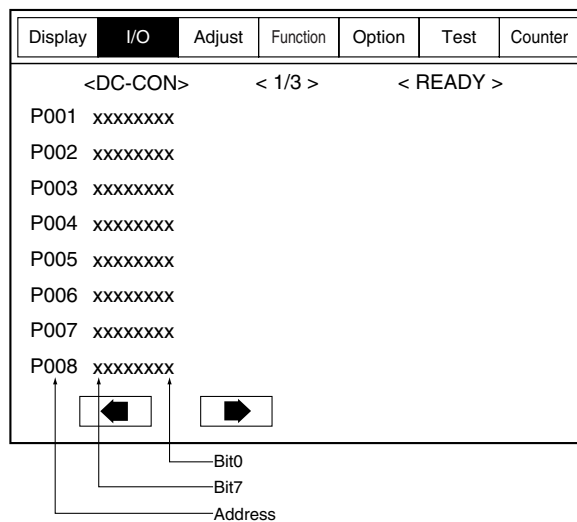 Display I/O Adjust Function Option Test Counter
<DC-CON> < 1/3 > < READY >
P001 xxxxxxxx
P002 xxxxxxxx
P003 xxxxxxxx
P004 xxxxxxxx
P005 xxxxxxxx
P006 xxxxxxxx
P007 xxxxxxxx
P008 xxxxxxxx
Bit0
Bit7
Address